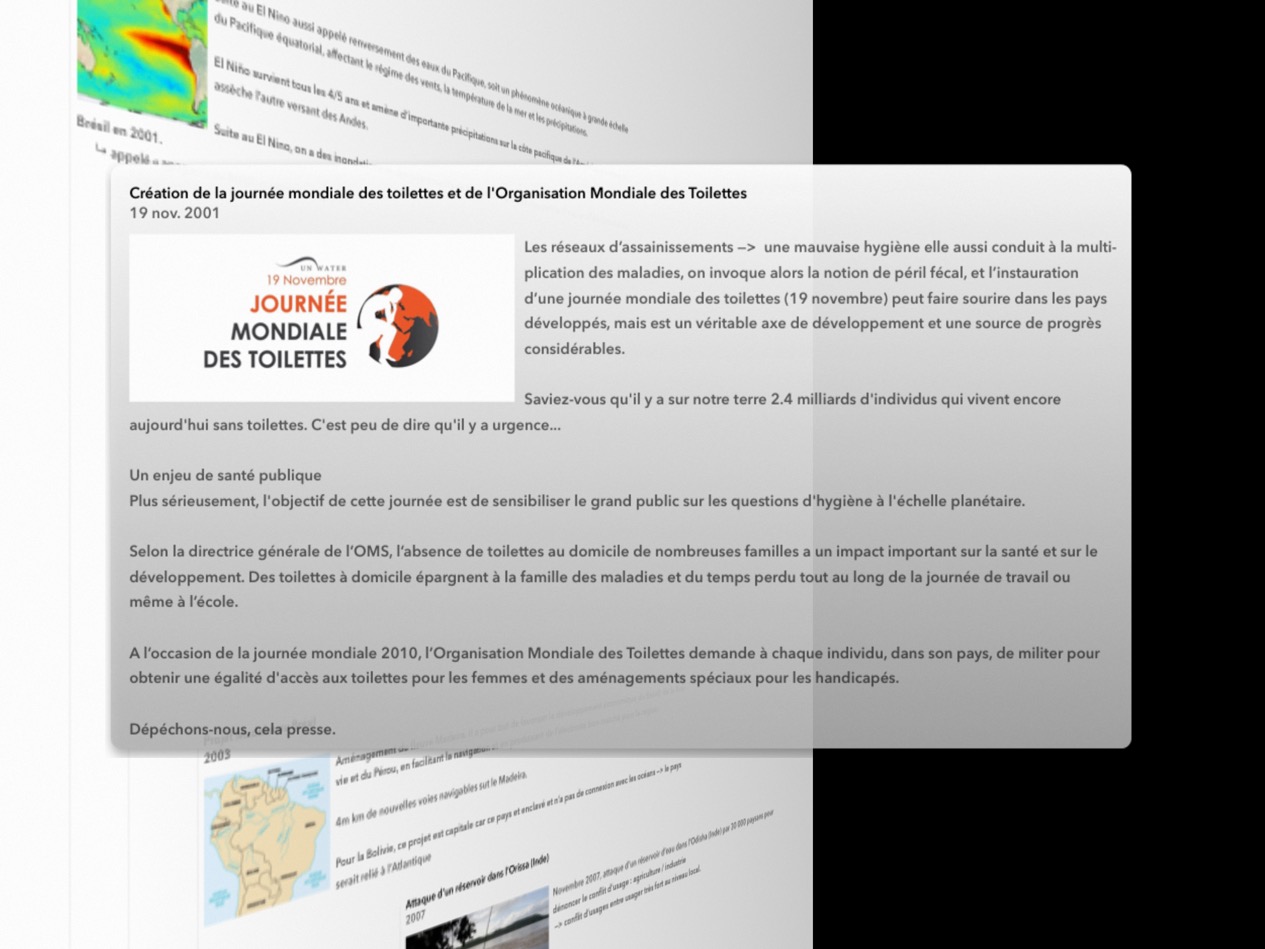 Suite au El Nino aussi appelé renversement des eaux du Pacifique, soit un phénomène océanique à grande échelle
du Pacifique équatorial, affectant le régime des vents, la température de la mer et les précipitations.
El Niño survient tous les 4/5 ans et amène d'importante précipitations sur la côte pacifique de
assèche l'autre versant des Andes.
Suite au El Nino, on a des
Brésil en 2001.
appelé
Création de la journée mondiale des toilettes et de l'Organisation Mondiale des Toilettes
19 nov. 2001
UN WATER
19 Novembre
JOURNÉE
MONDIALE
DES TOILETTES
Les réseaux d’assainissements —> une mauvaise hygiène elle aussi conduit à la multi-
plication des maladies, on invoque alors la notion de péril fécal, et l’instauration
d’une journée mondiale des toilettes (19 novembre) peut faire sourire dans les pays
développés, mais est un véritable axe de développement et une source de progrès
considérables.
Saviez-vous qu'il y a sur notre terre 2.4 milliards d'individus qui vivent encore
aujourd'hui sans toilettes. C'est peu de dire qu'il y a urgence...
Un enjeu de santé publique
Plus sérieusement, l'objectif de cette journée est de sensibiliser le grand public sur les questions d'hygiène à l'échelle planétaire.
Selon la directrice générale de l’OMS, l’absence de toilettes au domicile de nombreuses familles a un impact important sur la santé et sur le
développement. Des toilettes à domicile épargnent à la famille des maladies et du temps perdu tout au long de la journée de travail ou
même à l’école.
A l’occasion de la journée mondiale 2010, l’Organisation Mondiale des Toilettes demande à chaque individu, dans son pays, de militer pour
obtenir une égalité d'accès aux toilettes pour les femmes et des aménagements spéciaux pour les handicapés.
Dépéchons-nous, cela presse.
2003
Aménagement
vie et du Pérou, en facilitant la
4m km de nouvelles voies navigables sut le Madeira.
Pour la Bolivie, ce projet est capitale car ce pays et enclavé et n'a pas de connexion avec les océans —> le pays
serait relié à l'Atlantique
Attaque d'un réservoir dans l'Orissa (Inde)
2007
Novembre 2007, attaque d'un réservoir d'eau dans l'Odisha (Inde) par 30 000 paysans pour
dénoncer le conflit d'usage : agriculture / industrie
—> conflit d'usages entre usager très fort au niveau local.